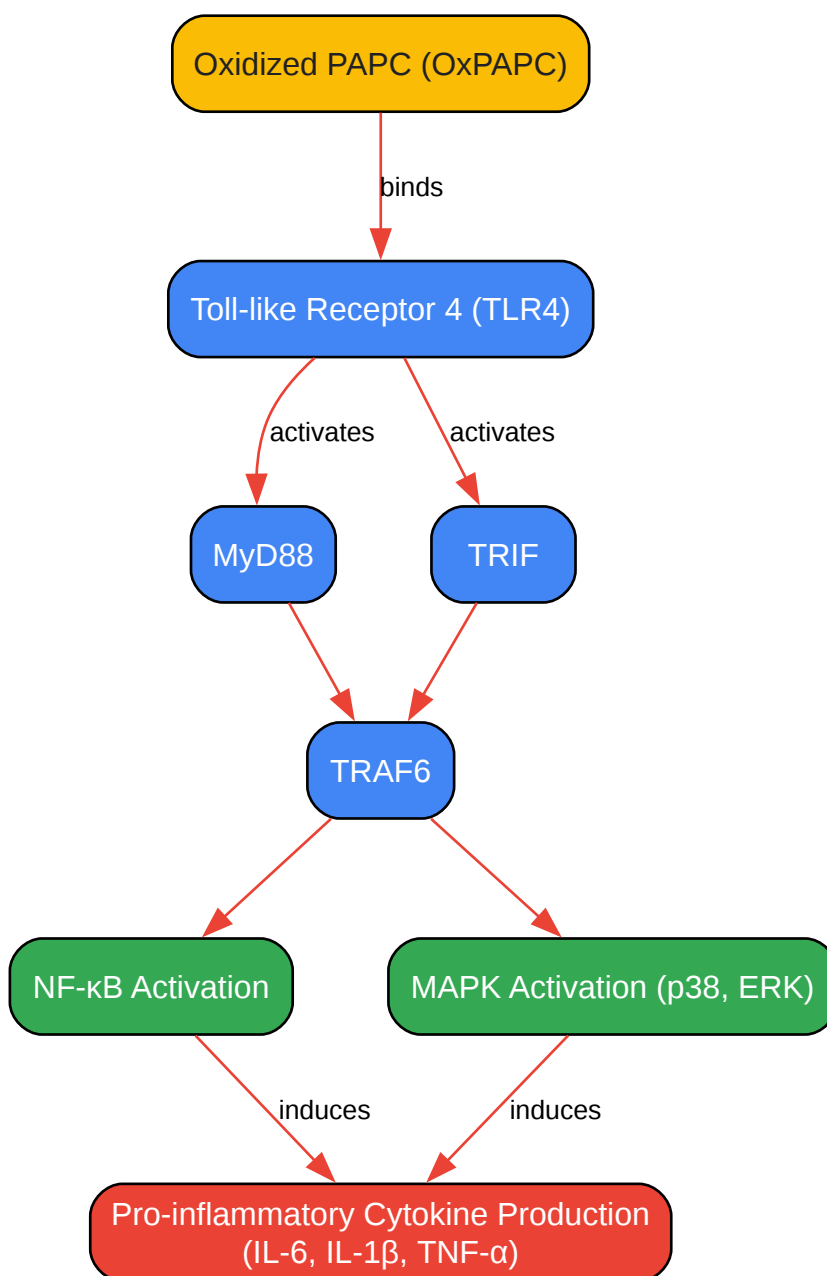 Oxidized PAPC (OxPAPC)
binds
Toll-like Receptor 4 (TLR4)
activates
activates
MyD88
TRIF
TRAF6
NF-κB Activation
MAPK Activation (p38, ERK)
induces
induces
Pro-inflammatory Cytokine Production
(IL-6, IL-1β, TNF-α)